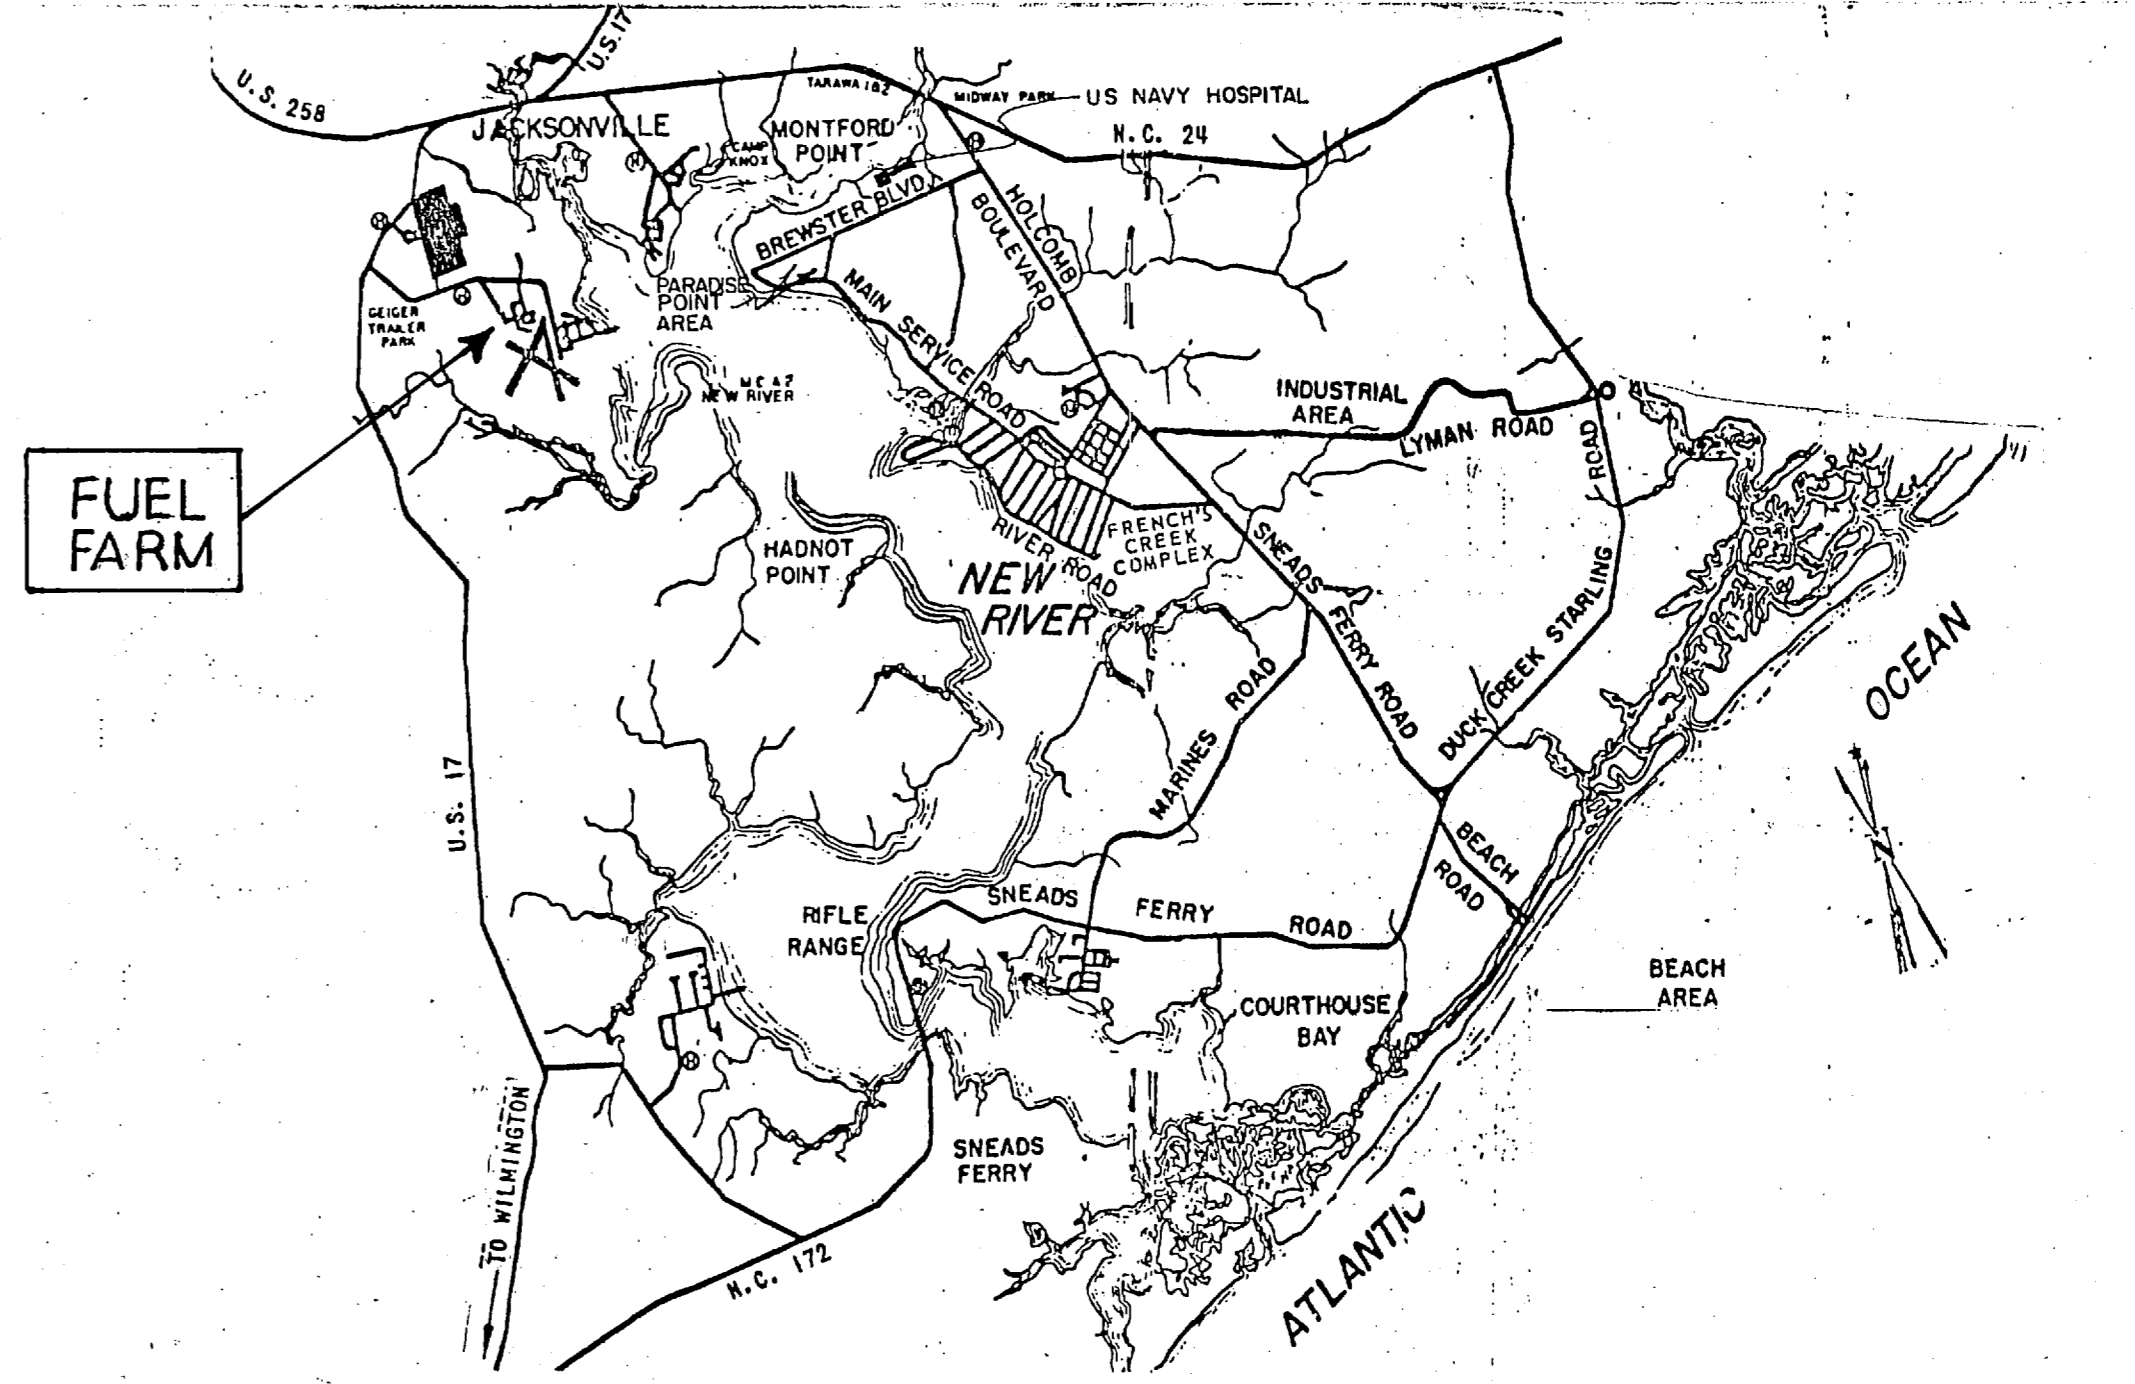 U.S. 17
U.S. 258
TARAWA 1&2
MIDWAY PARK
US NAVY HOSPITAL
JACKSONVILLE
MONTFORD
POINT
N.C. 24
CAMP
KNOX
BREWSTER BLVD.
HOLCOMB
BOULEVARD
PARADISE
POINT
AREA
MAIN SERVICE ROAD
GEIGER
TRAILER
PARK
NEW RIVER
INDUSTRIAL
AREA
LYMAN ROAD
FUEL
FARM
HADNOT
POINT
RIVER ROAD
FRENCH'S
CREEK
COMPLEX
NEW
RIVER
SNEADS FERRY ROAD
DUCK CREEK STARLING ROAD
OCEAN
MARINES ROAD
U.S. 17
BEACH
ROAD
N
RIFLE
RANGE
SNEADS FERRY ROAD
BEACH
AREA
COURTHOUSE
BAY
TO WILMINGTON
SNEADS
FERRY
N.C. 172
ATLANTIC